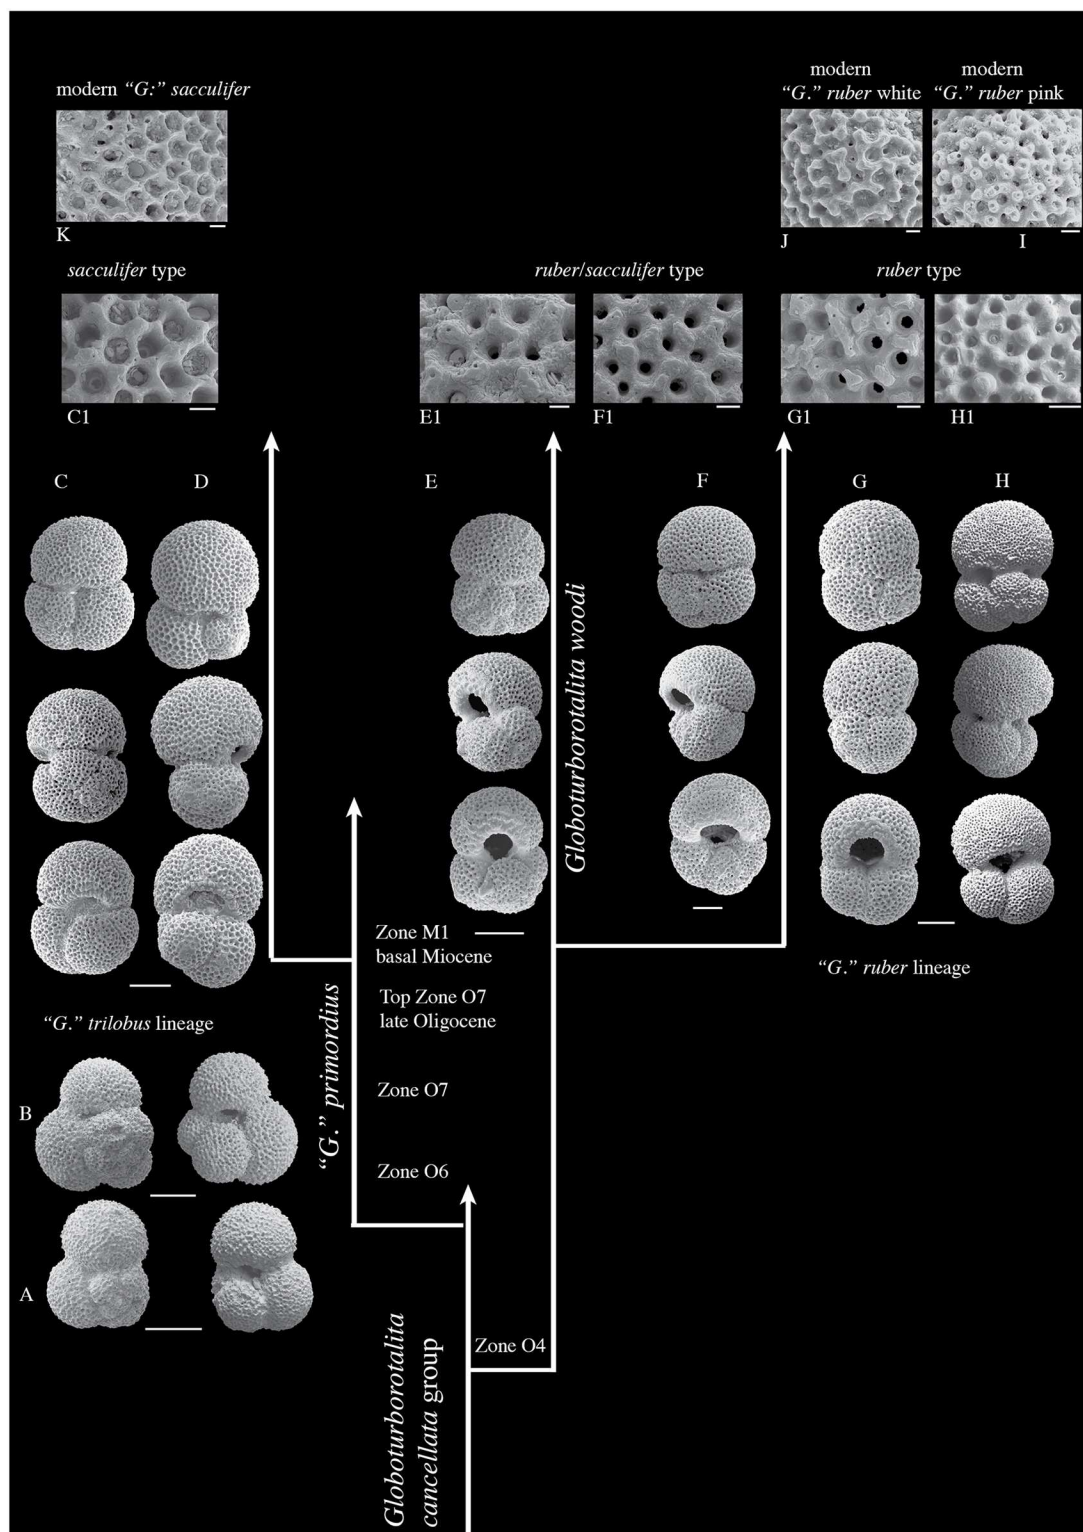 modern “G:” sacculifer
modern
“G.” ruber white
modern
“G.” ruber pink
K
J
I
sacculifer type
ruber/sacculifer type
ruber type
C1
E1
F1
G1
H1
C
D
E
F
G
H
Globoturborotalita woodi
Zone M1
basal Miocene
“G.” ruber lineage
Top Zone O7
late Oligocene
“G.” trilobus lineage
“G.” primordius
Zone O7
B
Zone O6
A
Zone O4
Globoturborotalita
cancellata group